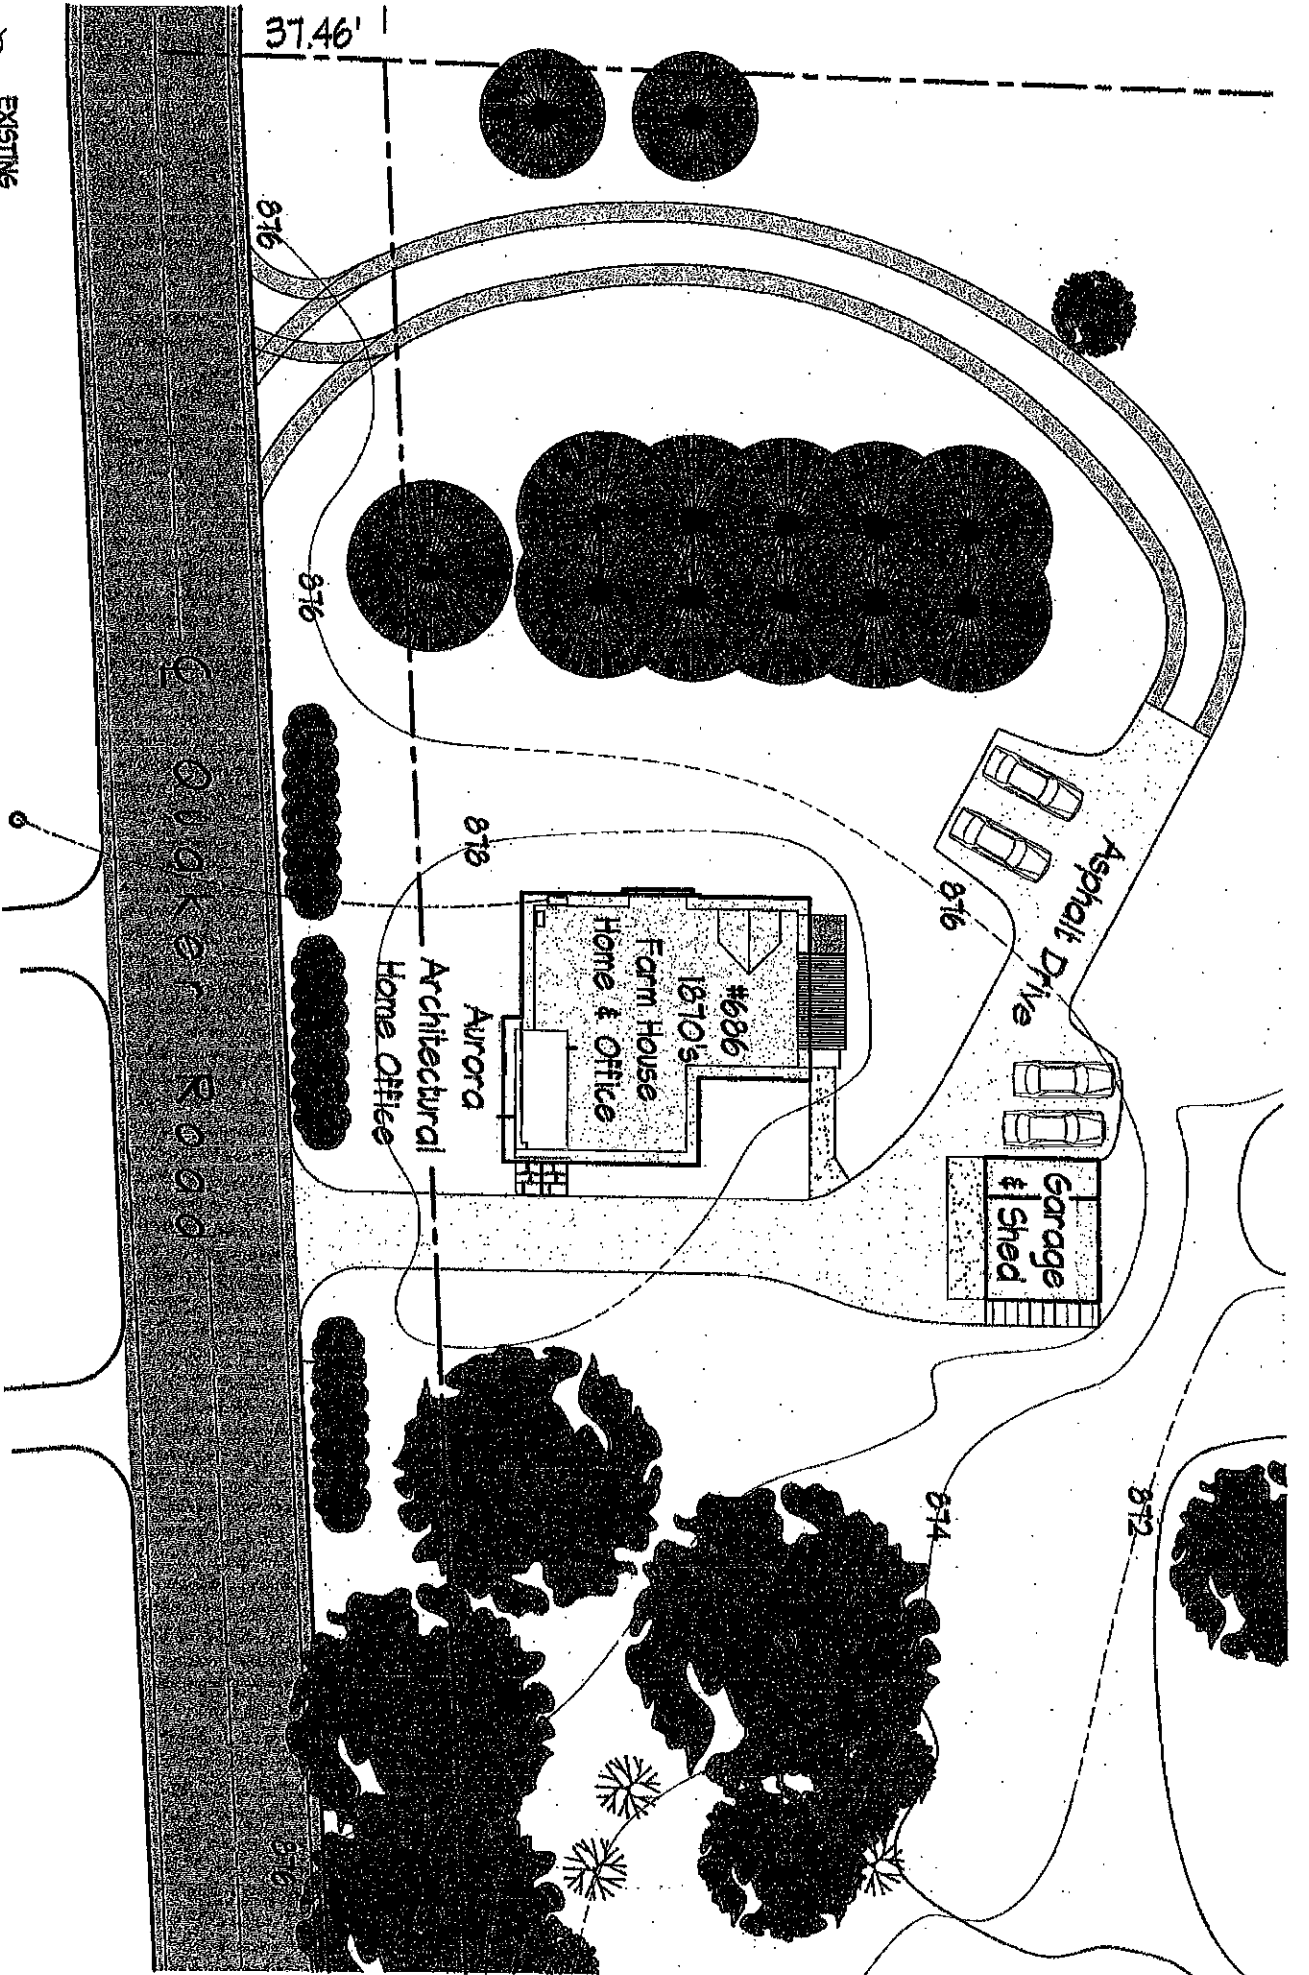 37.46'
EXISTING
876
876
878
876
Asphalt Drive
#686
1870's
Farm House
Home & Office
Aurora
Architectural
Home Office
Garage
& Shed
874
872
876
Quaker Road